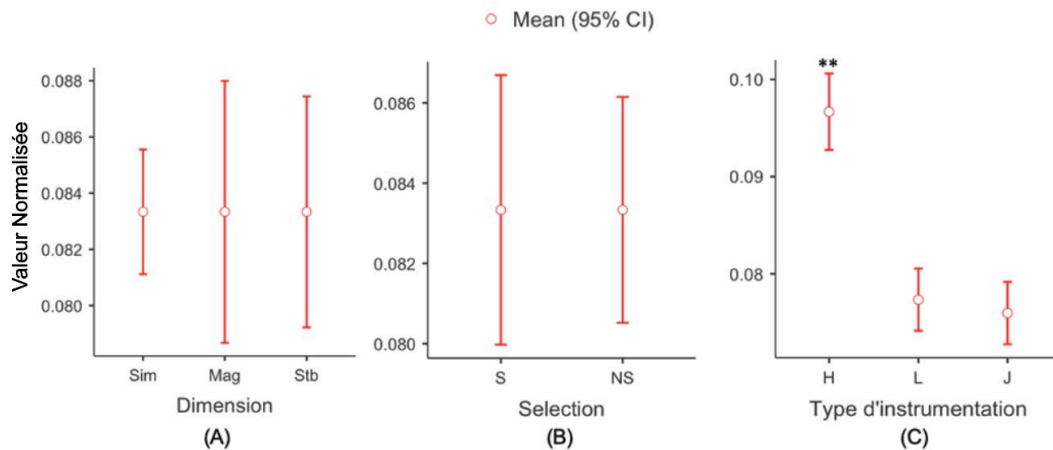 Mean (95% CI)
Valeur Normalisée
0.088
0.086
0.084
0.082
0.080
Sim Mag Stb
Dimension
(A)
0.086
0.084
0.082
0.080
S NS
Selection
(B)
**
0.10
0.09
0.08
H L J
Type d'instrumentation
(C)